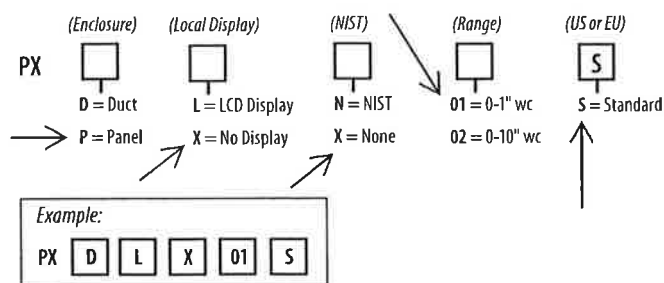 (Enclosure) (Local Display) (NIST) (Range) (US or EU)
PX S
D = Duct L = LCD Display N = NIST 01 = 0-1" wc S = Standard
P = Panel X = No Display X = None 02 = 0-10" wc
Example:
PX D L X 01 S